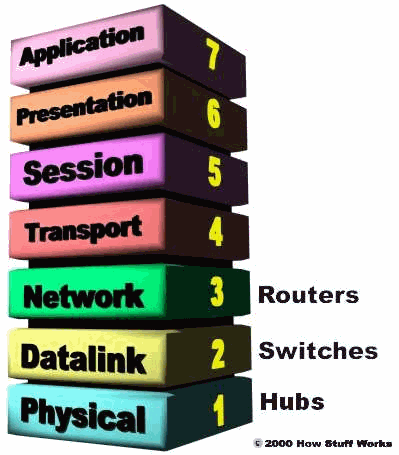 Application 7
Presentation 6
Session 5
Transport 4
Network 3 Routers
Datalink 2 Switches
Physical 1 Hubs
© 2000 How Stuff Works